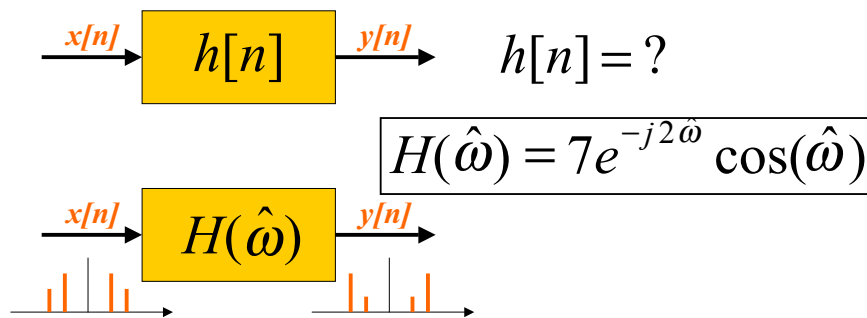 x[n] h[n] y[n] h[n] = ?
H(ω̂) = 7e^{-j2ω̂} cos(ω̂)
x[n] H(ω̂) y[n]